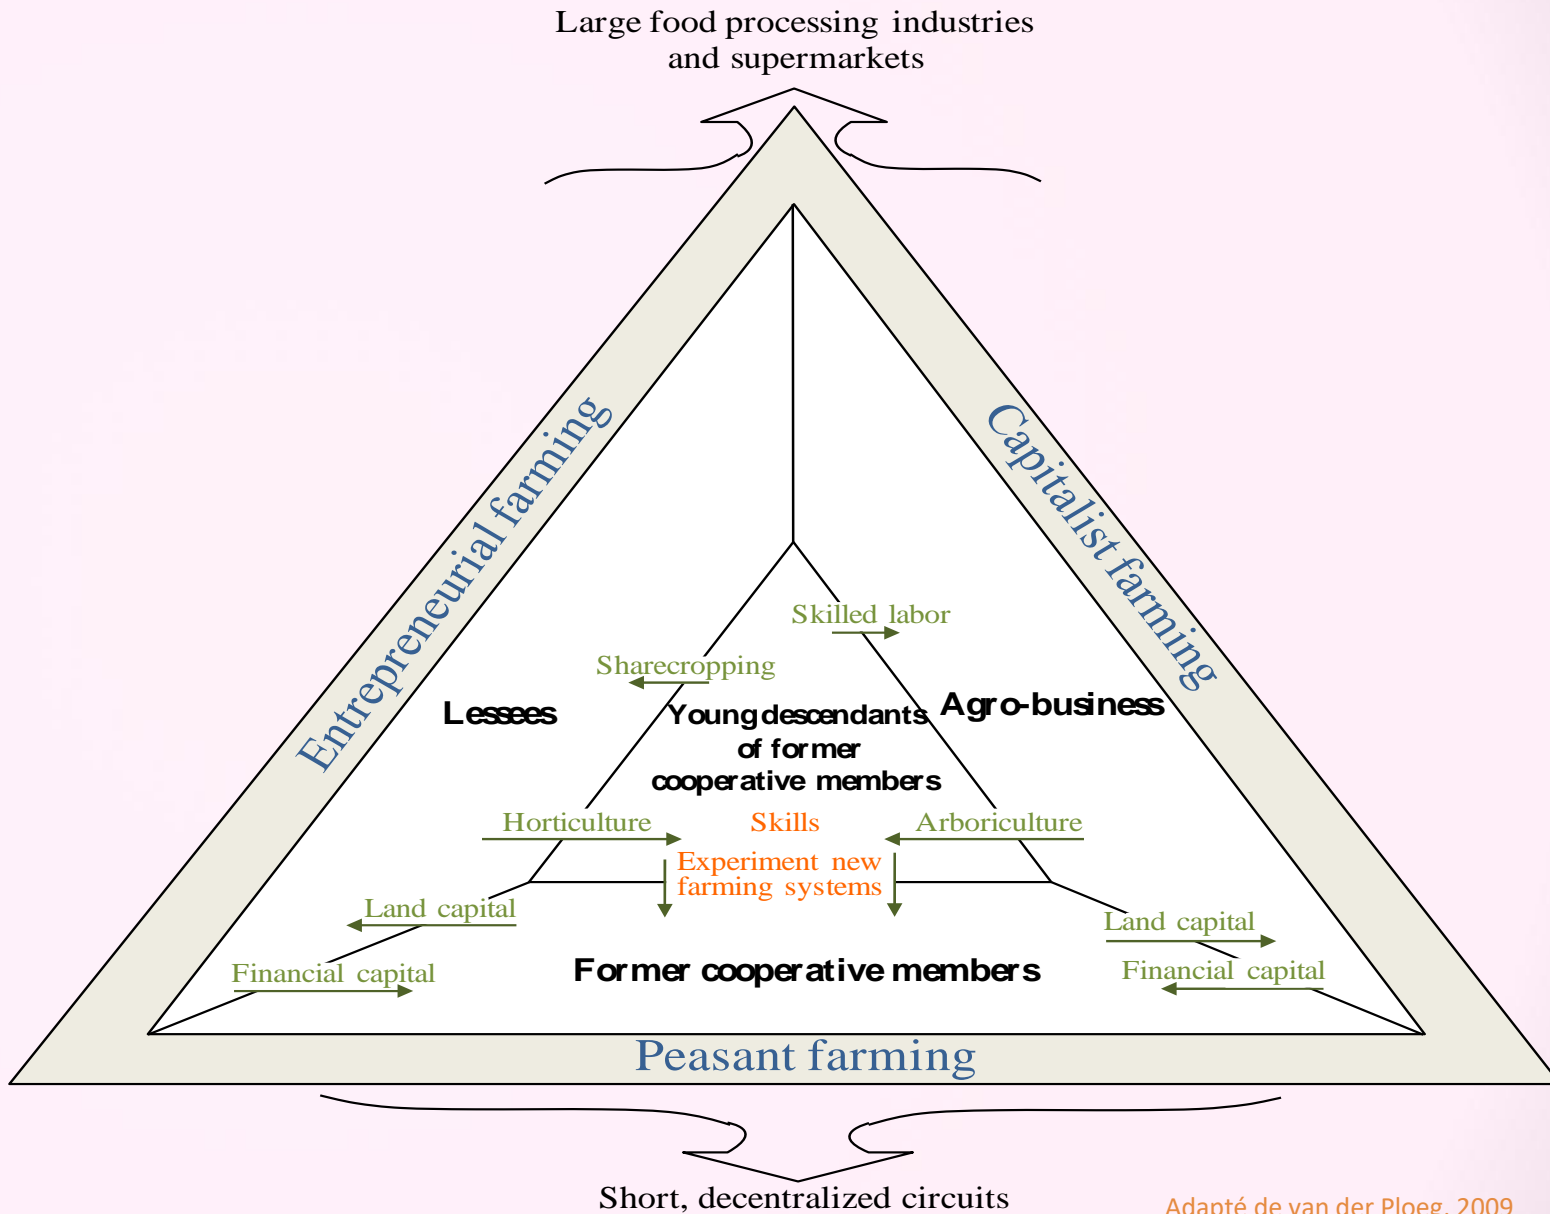 Large food processing industries
and supermarkets
Entrepreneurial farming
Capitalist farming
Skilled labor
Sharecropping
Lessees
Agro-business
Young descendants
of former
cooperative members
Horticulture
Skills
Arboriculture
Experiment new
farming systems
Land capital
Land capital
Financial capital
Former cooperative members
Financial capital
Peasant farming
Short, decentralized circuits
Adapté de van der Ploeg, 2009